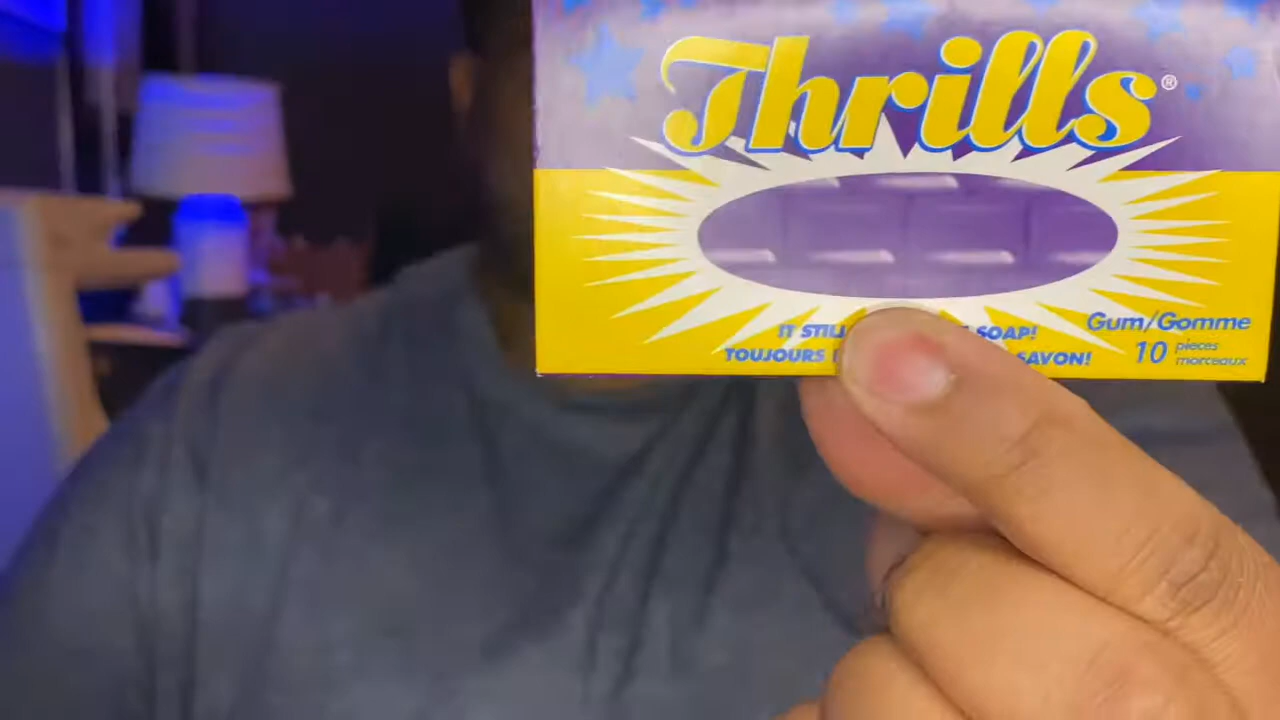 Thrills®
IT STILL SOAP!
TOUJOURS SAVON!
Gum/Gomme
10 pieces
morceaux